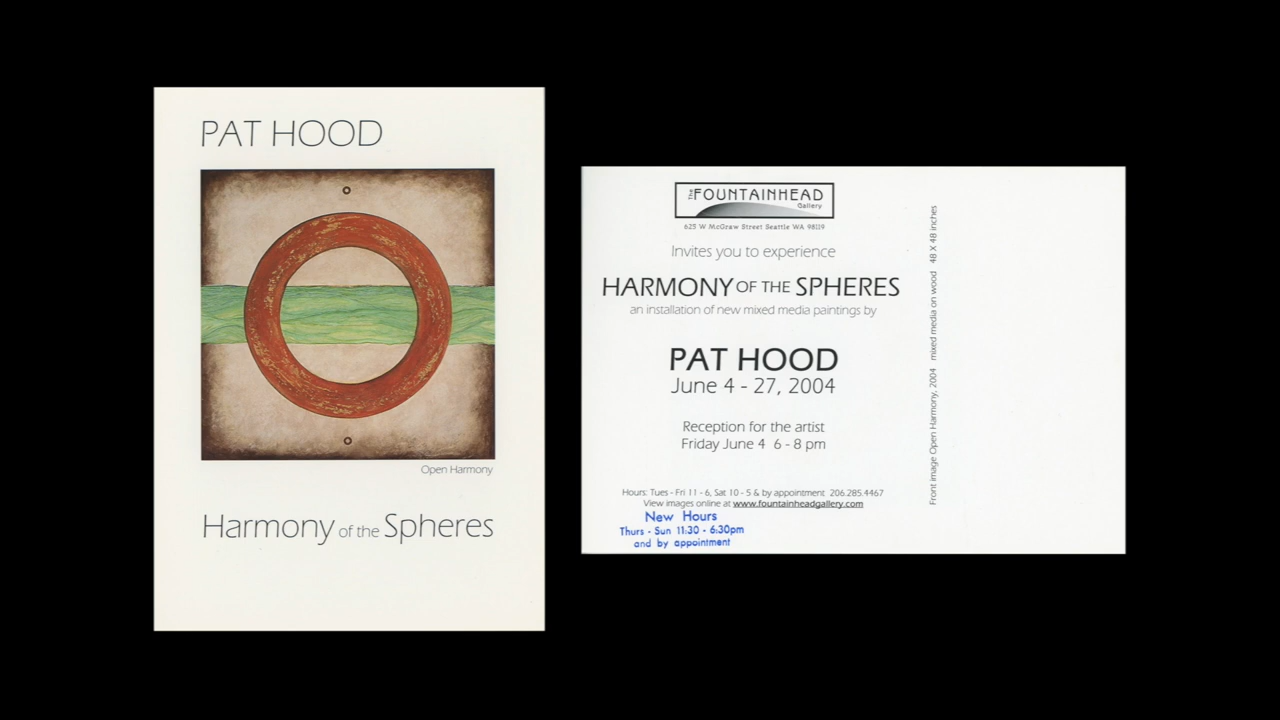 PAT HOOD
Open Harmony
Harmony of the Spheres
The FOUNTAINHEAD
Gallery
625 W McGraw Street Seattle WA 98119
Invites you to experience
HARMONY OF THE SPHERES
an installation of new mixed media paintings by
PAT HOOD
June 4 - 27, 2004
Reception for the artist
Friday June 4 6 - 8 pm
Hours: Tues - Fri 11 - 6, Sat 10 - 5 & by appointment 206.285.4467
View images online at www.fountainheadgallery.com
New Hours
Thurs - Sun 11:30 - 6:30pm
and by appointment
Front image Open Harmony, 2004 mixed media on wood 48 X 48 inches